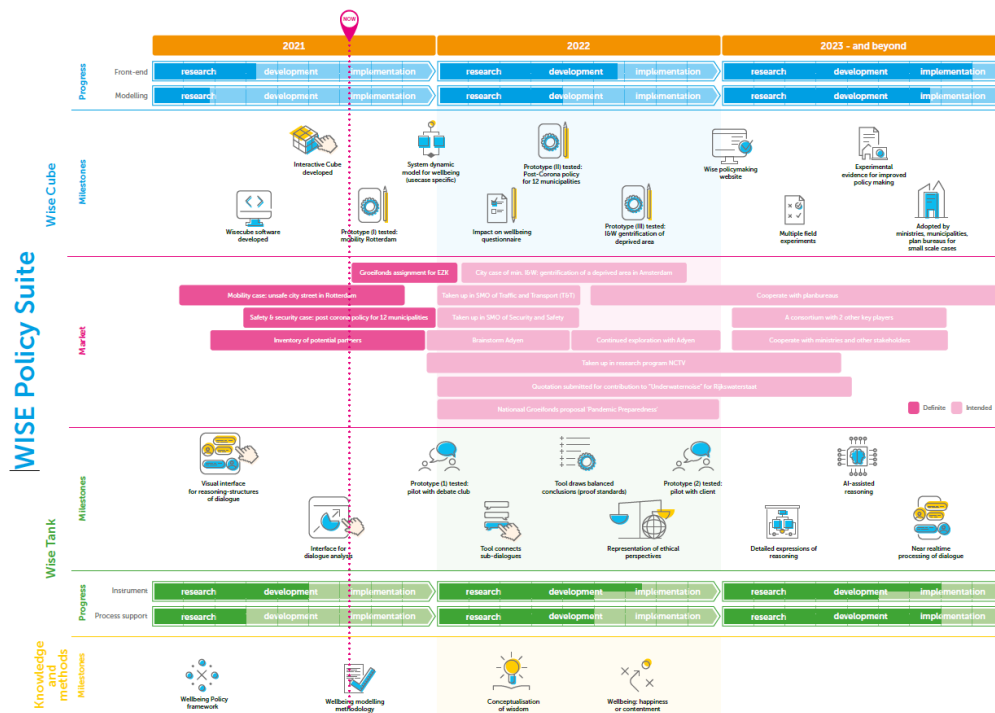 NOW
2021
2022
2023 - and beyond
WISE Policy Suite
Progress
Front-end
research
development
implementation
research
development
implementation
research
development
implementation
Modelling
research
development
implementation
research
development
implementation
research
development
implementation
Wise Cube
Milestones
Interactive Cube
developed
System dynamic
model for wellbeing
(usecase specific)
Prototype (II) tested:
Post-Corona policy
for 12 municipalities
Wise policymaking
website
Experimental
evidence for improved
policy making
Wisecube software
developed
Prototype (I) tested:
mobility Rotterdam
Impact on wellbeing
questionnaire
Prototype (III) tested:
I&W gentrification of
deprived area
Multiple field
experiments
Adopted by
ministries, municipalities,
plan bureaus for
small scale cases
Market
Groeifonds assignment for EZK
City case of min. I&W: gentrification of a deprived area in Amsterdam
Mobility case: unsafe city street in Rotterdam
Taken up in SMO of Traffic and Transport (T&T)
Cooperate with planbureaus
Safety & security case: post corona policy for 12 municipalities
Taken up in SMO of Security and Safety
A consortium with 2 other key players
Inventory of potential partners
Brainstorm Adyen
Continued exploration with Adyen
Cooperate with ministries and other stakeholders
Taken up in research program NCTV
Quotation submitted for contribution to "Underwaternoies" for Rijkswaterstaat
Nationaal Groeifonds proposal 'Pandemic Preparedness'
Definite
Intended
Wise Tank
Milestones
Visual interface
for reasoning-structures
of dialogue
Prototype (1) tested:
pilot with debate club
Tool draws balanced
conclusions (proof standards)
Prototype (2) tested:
pilot with client
AI-assisted
reasoning
Interface for
dialogue analysis
Tool connects
sub-dialogues
Representation of ethical
perspectives
Detailed expressions of
reasoning
Near realtime
processing of dialogue
Progress
Instrument
research
development
implementation
research
development
implementation
research
development
implementation
Process support
research
development
implementation
research
development
implementation
research
development
implementation
Knowledge
and
methods
Milestones
Wellbeing Policy
framework
Wellbeing modelling
methodology
Conceptualisation
of wisdom
Wellbeing: happiness
or contentment